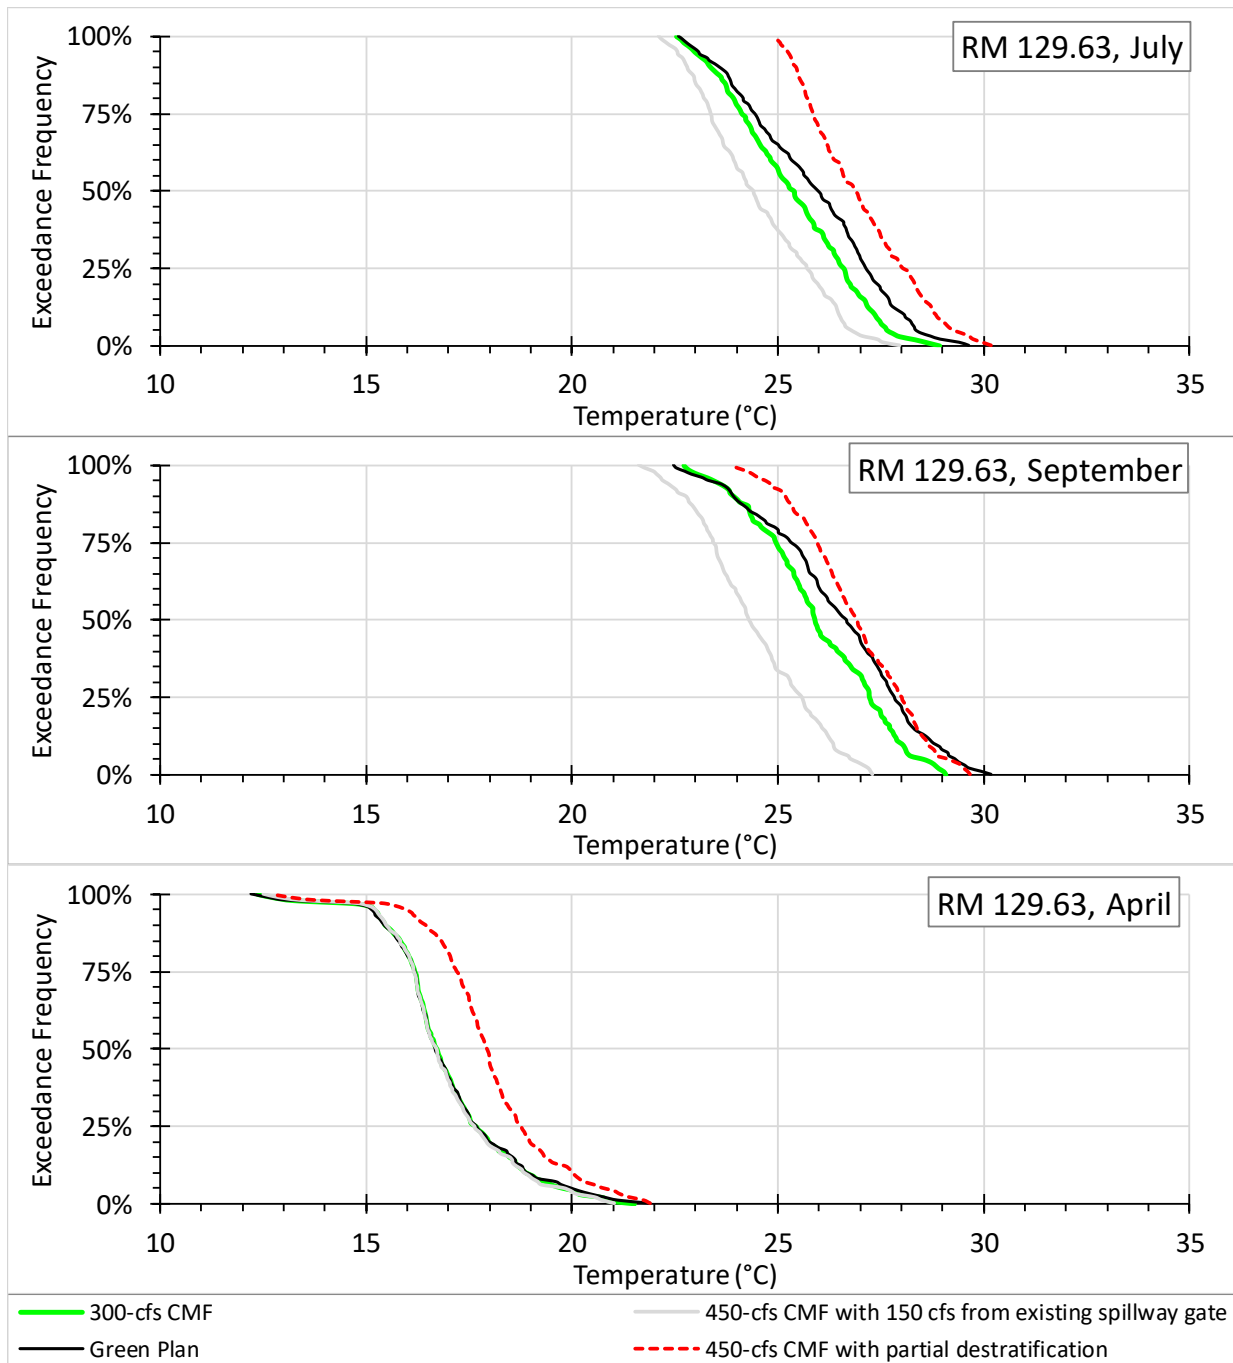 RM 129.63, July
Exceedance Frequency
100%
75%
50%
25%
0%
10 15 20 25 30 35
Temperature (°C)
RM 129.63, September
Exceedance Frequency
100%
75%
50%
25%
0%
10 15 20 25 30 35
Temperature (°C)
RM 129.63, April
Exceedance Frequency
100%
75%
50%
25%
0%
10 15 20 25 30 35
Temperature (°C)
300-cfs CMF
450-cfs CMF with 150 cfs from existing spillway gate
Green Plan
450-cfs CMF with partial destratification